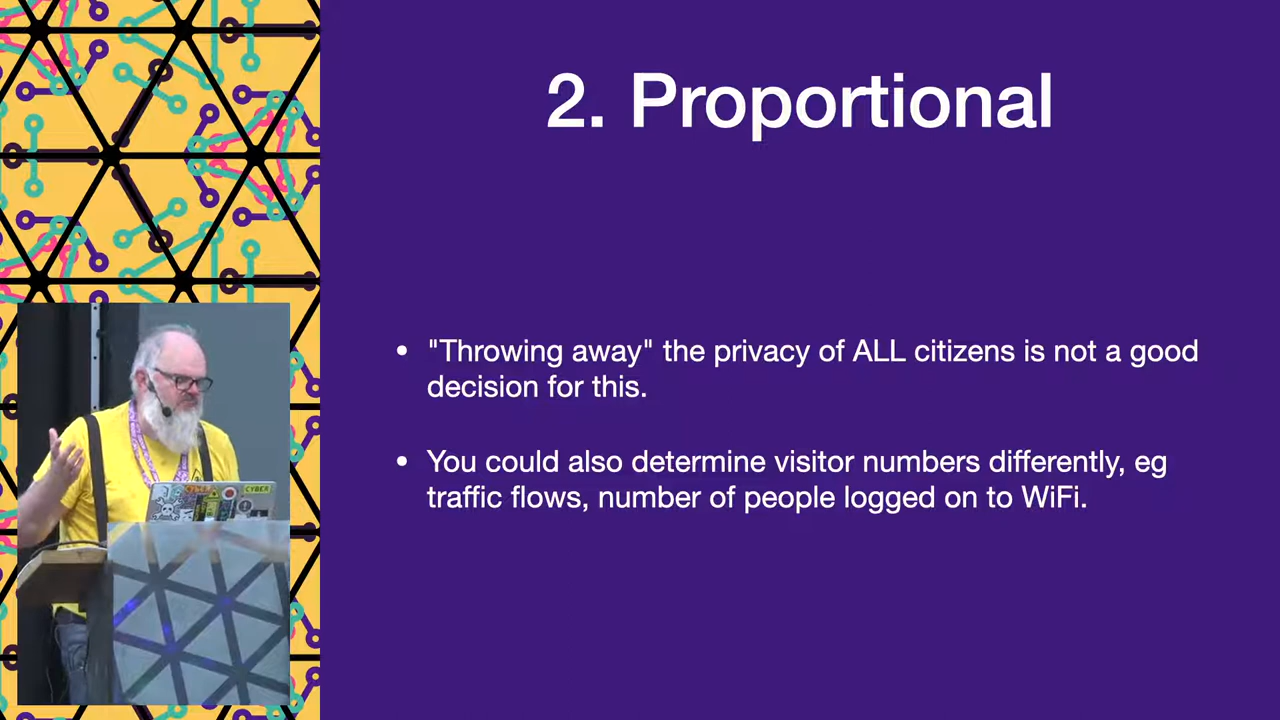 2. Proportional
• "Throwing away" the privacy of ALL citizens is not a good
decision for this.
• You could also determine visitor numbers differently, eg
traffic flows, number of people logged on to WiFi.
CYBER